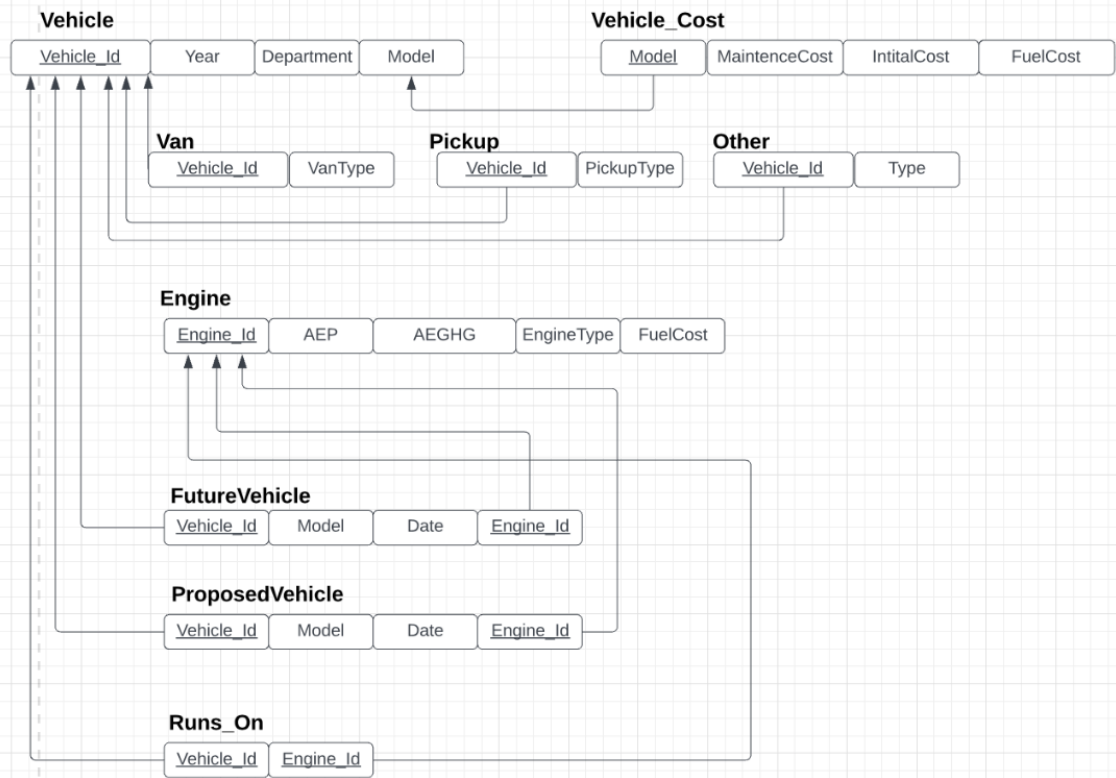 Vehicle Vehicle_Cost
Vehicle_Id Year Department Model Model MaintenceCost IntitalCost FuelCost
Van Pickup Other
Vehicle_Id VanType Vehicle_Id PickupType Vehicle_Id Type
Engine
Engine_Id AEP AEGHG EngineType FuelCost
FutureVehicle
Vehicle_Id Model Date Engine_Id
ProposedVehicle
Vehicle_Id Model Date Engine_Id
Runs_On
Vehicle_Id Engine_Id